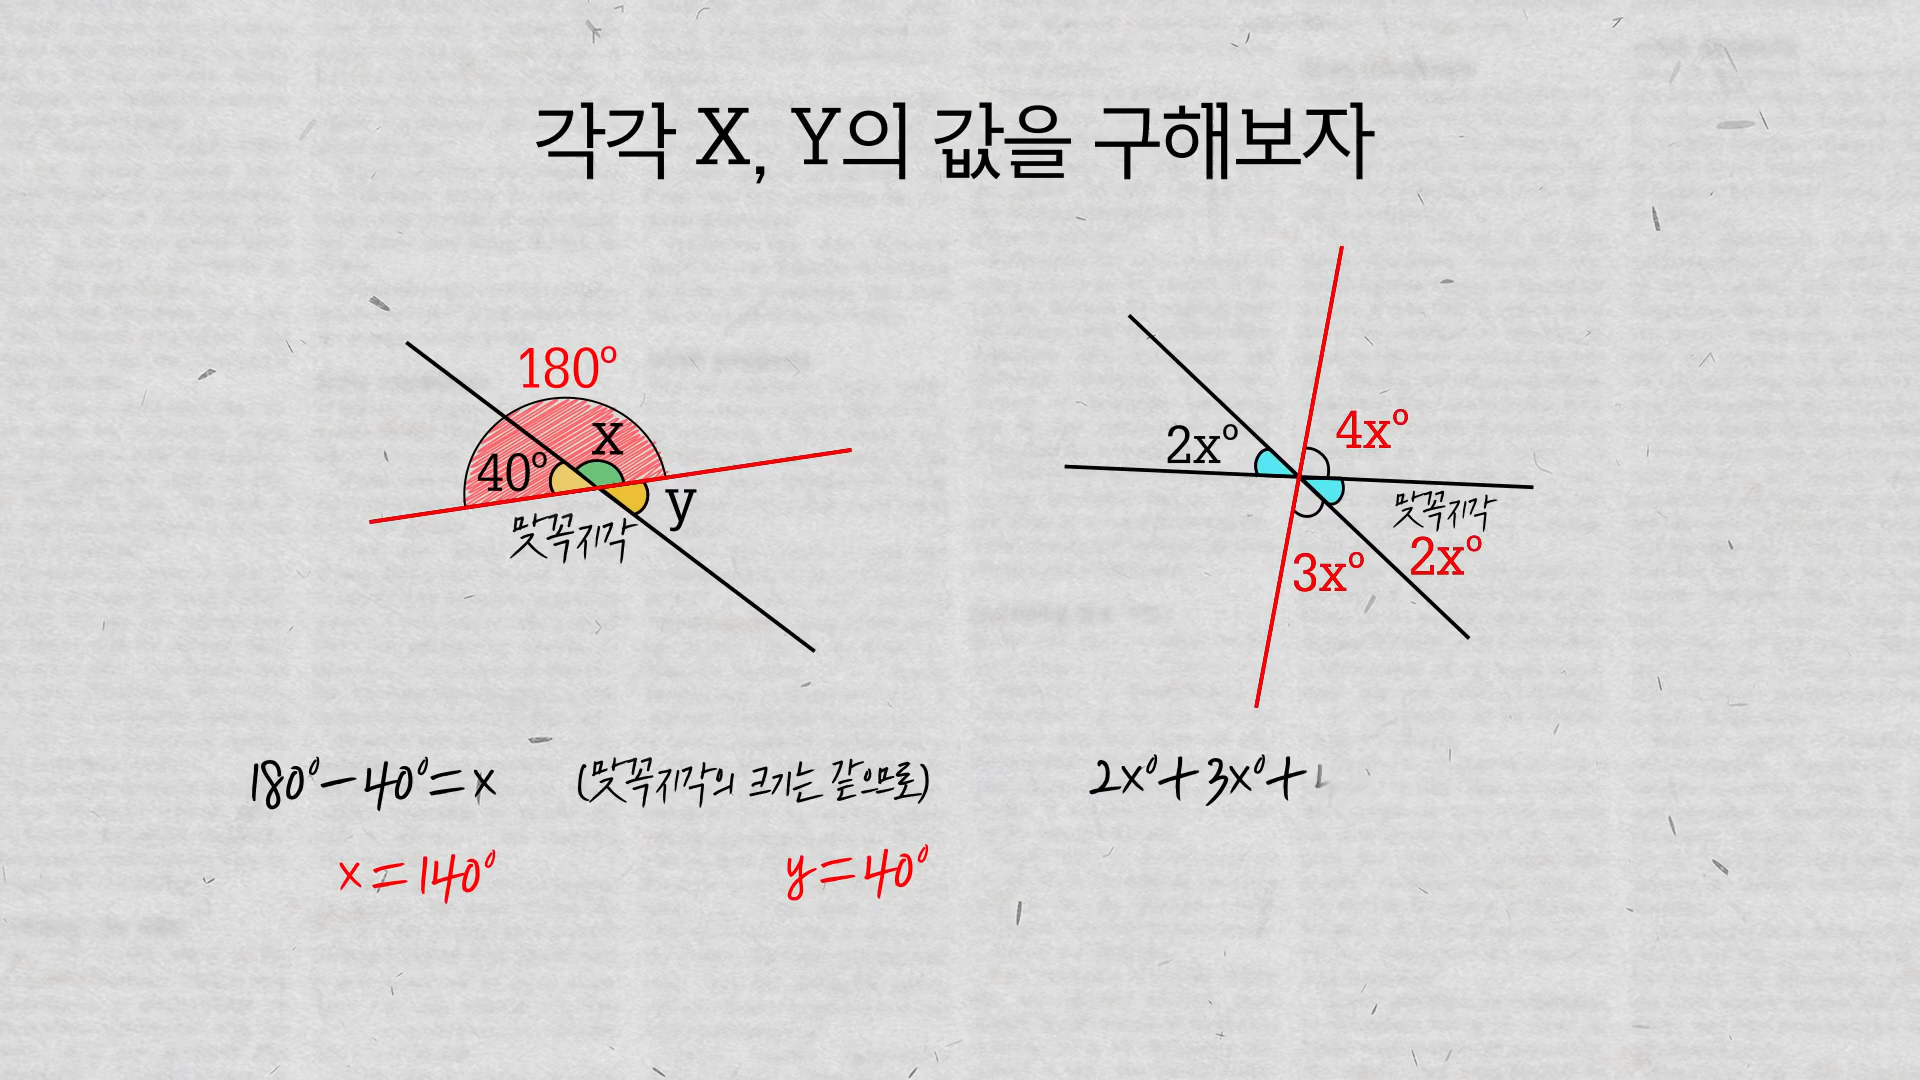 각각 X, Y의 값을 구해보자
180°
x
40°
y
맞꼭지각
4x°
2x°
맞꼭지각
2x°
3x°
180°-40°=x
(맞꼭지각의 크기는 같으므로)
2x°+3x°+
x=140°
y=40°